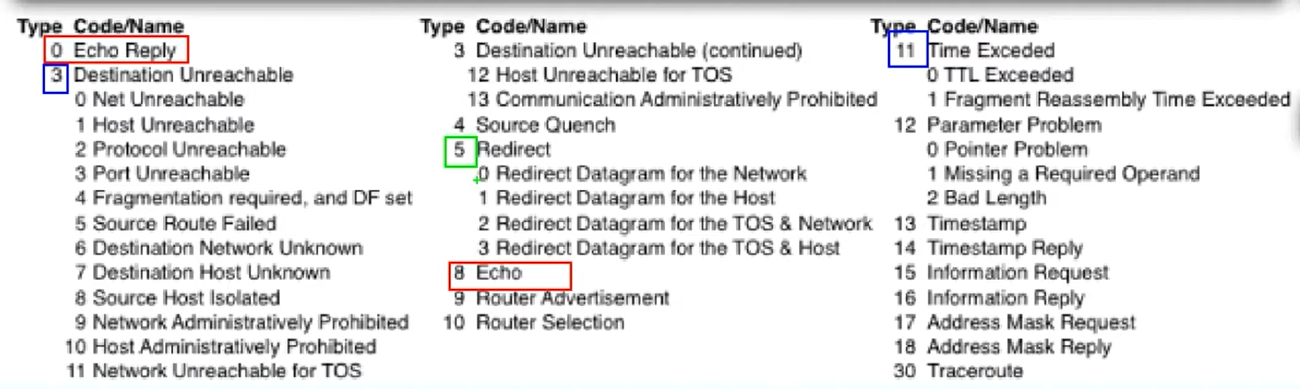 Type Code/Name
0 Echo Reply
3 Destination Unreachable
0 Net Unreachable
1 Host Unreachable
2 Protocol Unreachable
3 Port Unreachable
4 Fragmentation required, and DF set
5 Source Route Failed
6 Destination Network Unknown
7 Destination Host Unknown
8 Source Host Isolated
9 Network Administratively Prohibited
10 Host Administratively Prohibited
11 Network Unreachable for TOS
Type Code/Name
3 Destination Unreachable (continued)
12 Host Unreachable for TOS
13 Communication Administratively Prohibited
4 Source Quench
5 Redirect
0 Redirect Datagram for the Network
1 Redirect Datagram for the Host
2 Redirect Datagram for the TOS & Network
3 Redirect Datagram for the TOS & Host
8 Echo
9 Router Advertisement
10 Router Selection
Type Code/Name
11 Time Exceded
0 TTL Exceeded
1 Fragment Reassembly Time Exceeded
12 Parameter Problem
0 Pointer Problem
1 Missing a Required Operand
2 Bad Length
13 Timestamp
14 Timestamp Reply
15 Information Request
16 Information Reply
17 Address Mask Request
18 Address Mask Reply
30 Traceroute